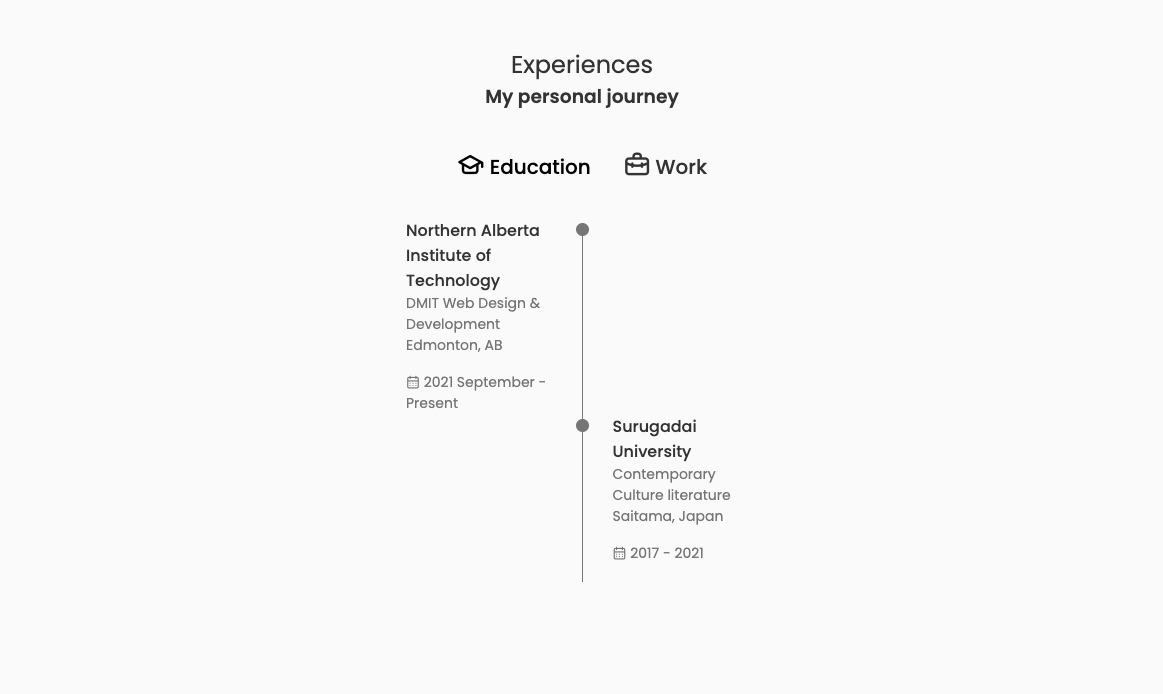 Experiences
My personal journey
Education
Work
Northern Alberta
Institute of
Technology
DMIT Web Design &
Development
Edmonton, AB
2021 September -
Present
Surugadai
University
Contemporary
Culture literature
Saitama, Japan
2017 - 2021